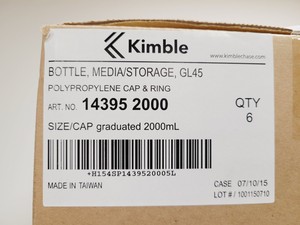 Kimble
www.kimblechase.com
BOTTLE, MEDIA/STORAGE, GL45
POLYPROPYLENE CAP & RING
ART. NO. 14395 2000
QTY
6
SIZE/CAP graduated 2000mL
*H154SP1439520005L
MADE IN TAIWAN
CASE 07/10/15
LOT # / 1001150710